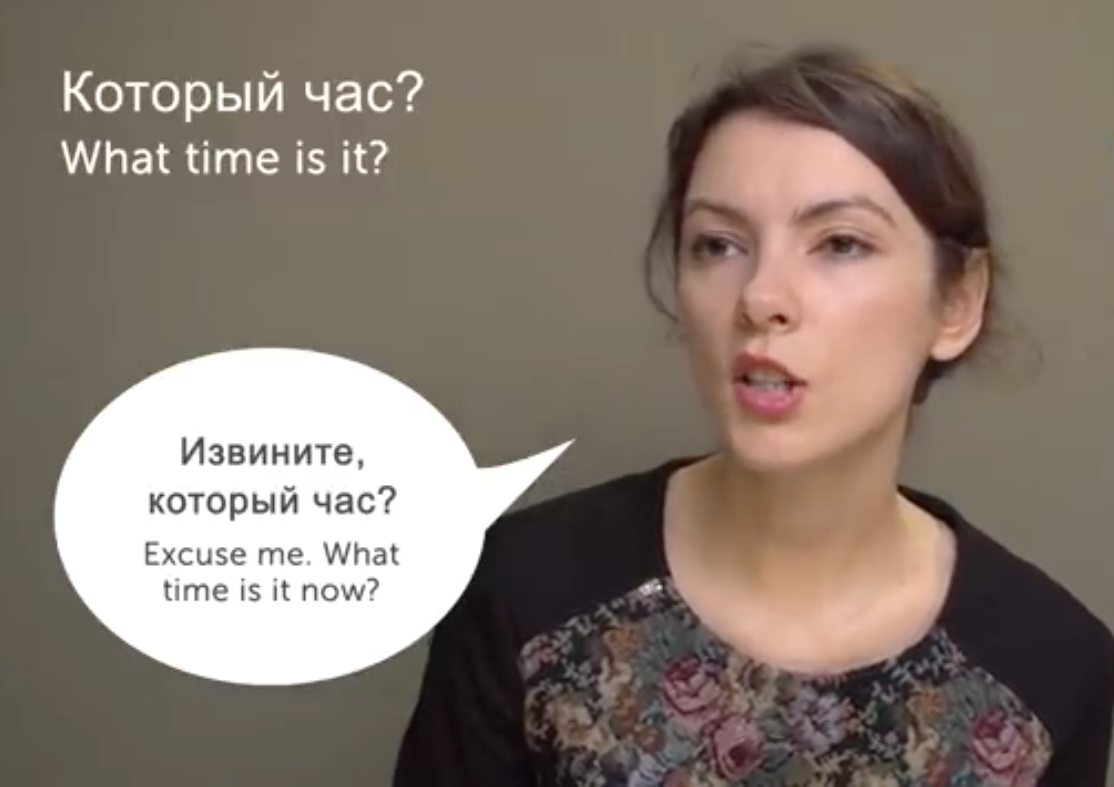 Который час?
What time is it?
Извините,
который час?
Excuse me. What
time is it now?